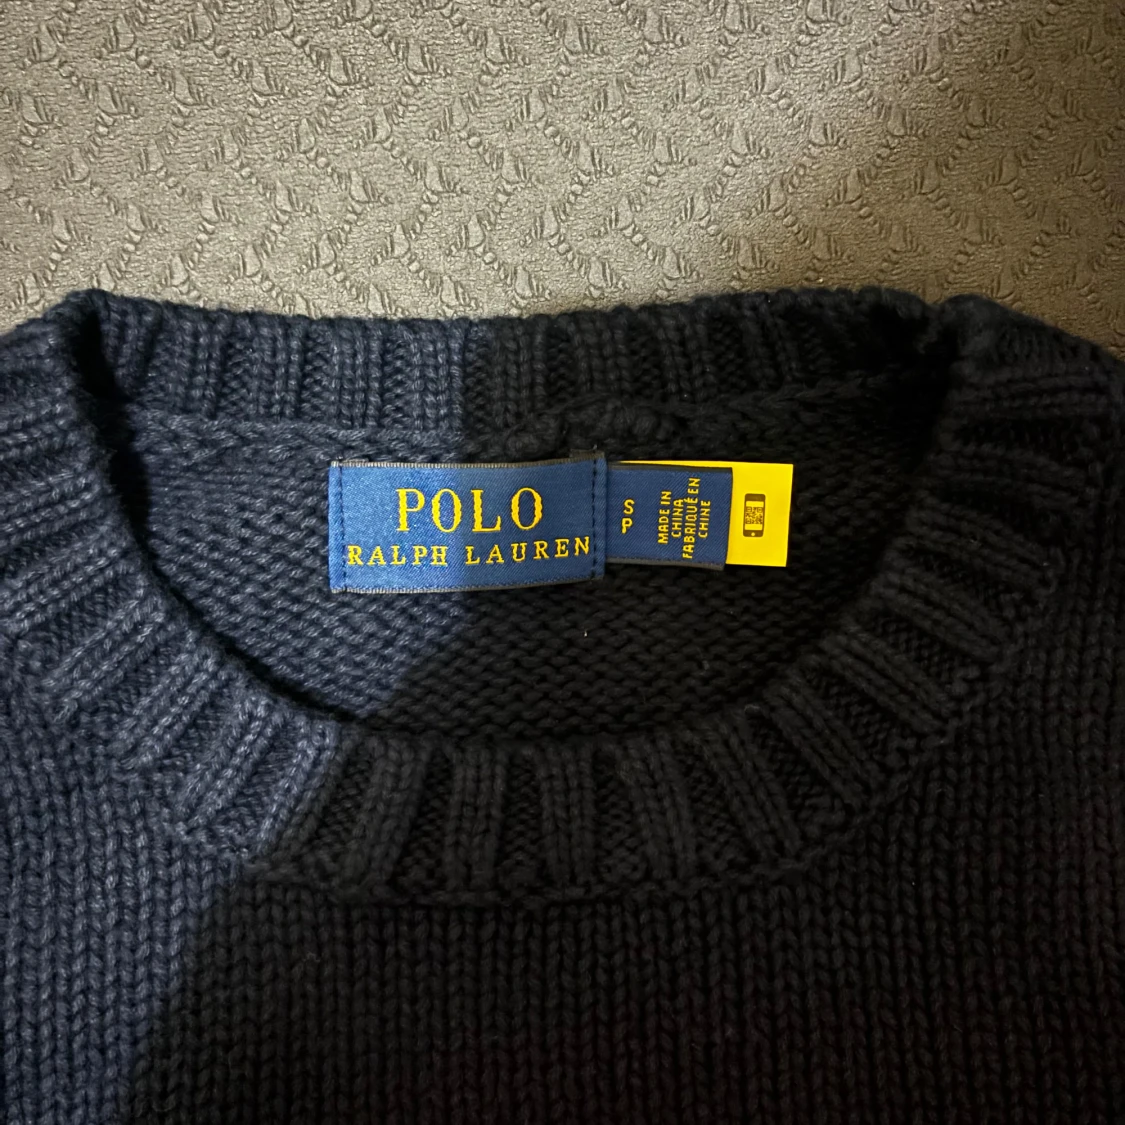 POLO
RALPH LAUREN
S
P
MADE IN
CHINA
FABRIQUÉ EN
CHINE